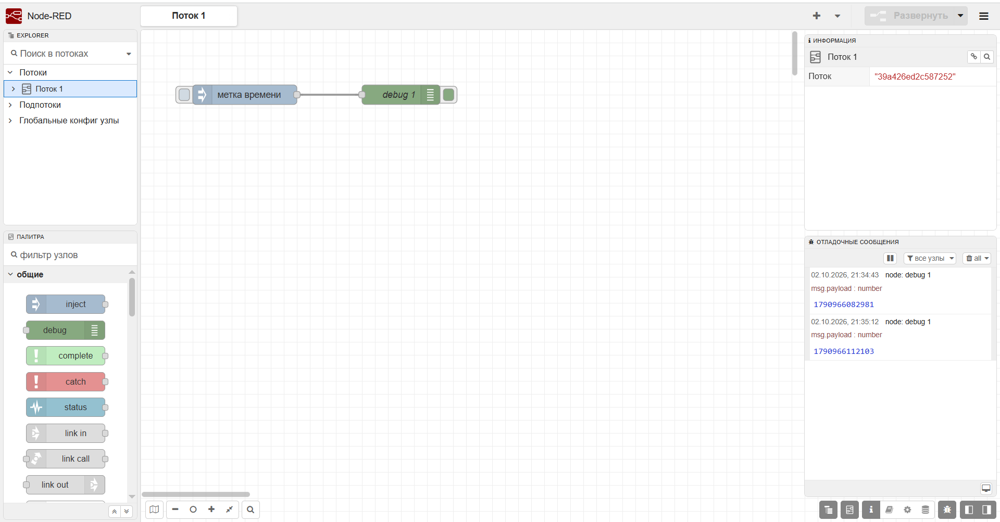 Node-RED
Поток 1
Развернуть
EXPLORER
Поиск в потоках
Потоки
Поток 1
Подпотоки
Глобальные конфиг узлы
ПАЛИТРА
фильтр узлов
общие
inject
debug
complete
catch
status
link in
link call
link out
метка времени
debug 1
ИНФОРМАЦИЯ
Поток 1
Поток "39a426ed2c587252"
ОТЛАДОЧНЫЕ СООБЩЕНИЯ
все узлы all
02.10.2026, 21:34:43 node: debug 1
msg.payload : number
1790966082981
02.10.2026, 21:35:12 node: debug 1
msg.payload : number
1790966112103